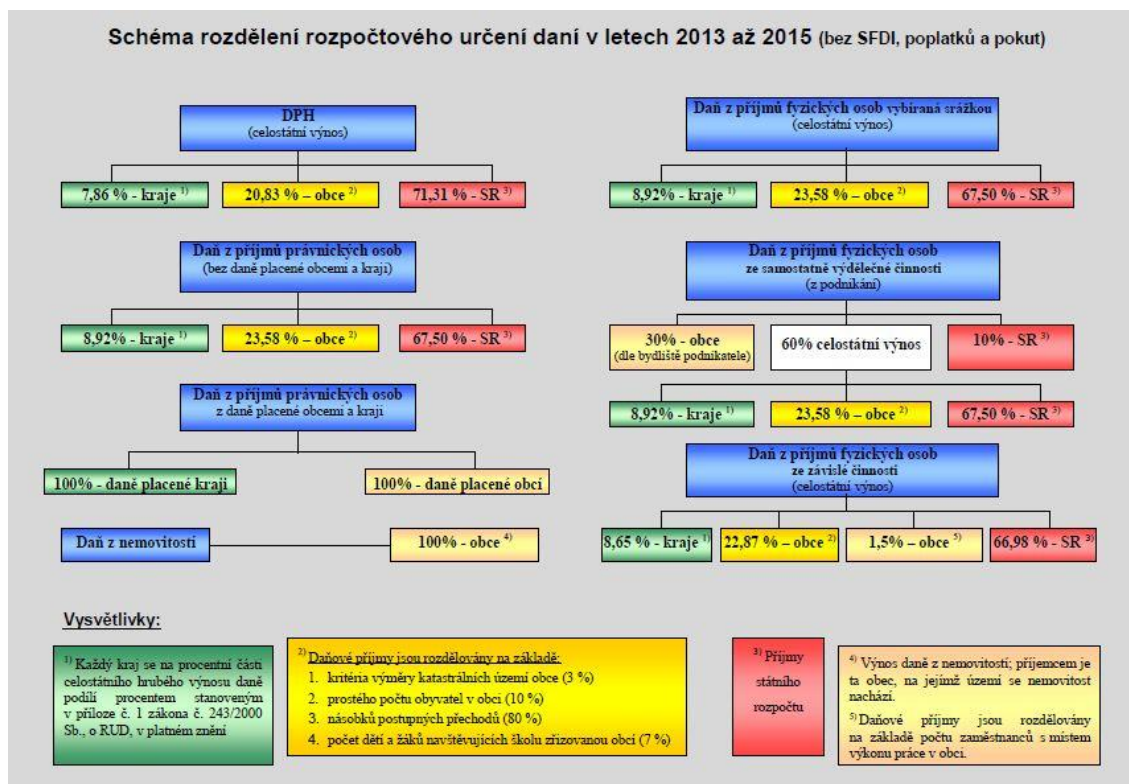 Schéma rozdělení rozpočtového určení daní v letech 2013 až 2015 (bez SFDI, poplatků a pokut)
DPH
(celostátní výnos)
7,86 % - kraje 1)
20,83 % – obce 2)
71,31 % - SR 3)
Daň z příjmů právnických osob
(bez daně placené obcemi a kraji)
8,92% - kraje 1)
23,58 % – obce 2)
67,50 % - SR 3)
Daň z příjmů právnických osob
z daně placené obcemi a kraji
100% - daně placené kraji
100% - daně placené obcí
Daň z nemovitostí
100% - obce 4)
Daň z příjmů fyzických osob vybíraná srážkou
(celostátní výnos)
8,92% - kraje 1)
23,58 % – obce 2)
67,50 % - SR 3)
Daň z příjmů fyzických osob
ze samostatně výdělečné činnosti
(z podnikání)
30% - obce
(dle bydliště podnikatele)
60% celostátní výnos
10% - SR 3)
8,92% - kraje 1)
23,58 % – obce 2)
67,50 % - SR 3)
Daň z příjmů fyzických osob
ze závislé činnosti
(celostátní výnos)
8,65 % - kraje 1)
22,87 % – obce 2)
1,5% – obce 5)
66,98 % - SR 3)
Vysvětlivky:
1) Každý kraj se na procentní části
celostátního hrubého výnosu daně
podílí procentem stanoveným
v příloze č. 1 zákona č. 243/2000
Sb., o RUD, v platném znění
2) Daňové příjmy jsou rozdělovány na základě:
1. kritéria výměry katastrálních území obce (3 %)
2. prostého počtu obyvatel v obci (10 %)
3. násobků postupných přechodů (80 %)
4. počet dětí a žáků navštěvujících školu zřizovanou obcí (7 %)
3) Příjmy
státního
rozpočtu
4) Výnos daně z nemovitostí; příjemcem je
ta obec, na jejímž území se nemovitost
nachází.
5) Daňové příjmy jsou rozdělovány
na základě počtu zaměstnanců s místem
výkonu práce v obci.